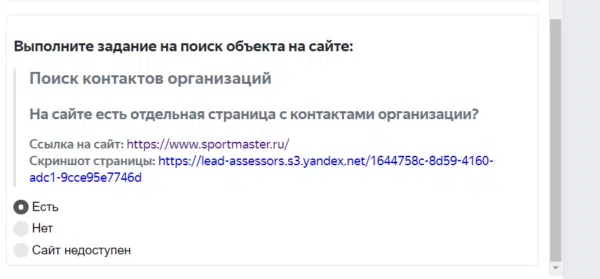 Выполните задание на поиск объекта на сайте:
Поиск контактов организаций
На сайте есть отдельная страница с контактами организации?
Ссылка на сайт: https://www.sportmaster.ru/
Скриншот страницы: https://lead-assessors.s3.yandex.net/1644758c-8d59-4160-
adc1-9cce95e7746d
Есть
Нет
Сайт недоступен